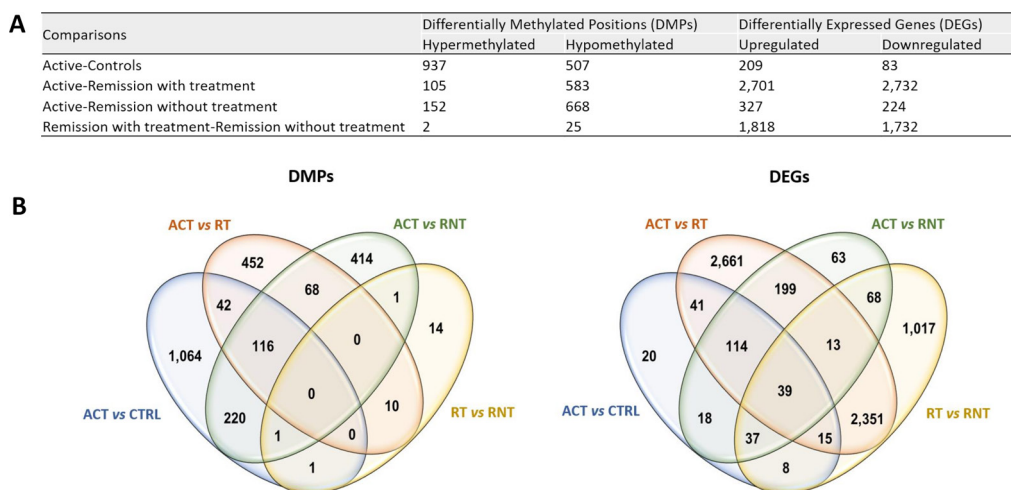 A
Comparisons Differentially Methylated Positions (DMPs) Differentially Expressed Genes (DEGs)
Hypermethylated Hypomethylated Upregulated Downregulated
Active-Controls 937 507 209 83
Active-Remission with treatment 105 583 2,701 2,732
Active-Remission without treatment 152 668 327 224
Remission with treatment-Remission without treatment 2 25 1,818 1,732
B
DMPs
ACT vs RT
ACT vs RNT
452
414
42
68
1
14
1,064
116
0
0
ACT vs CTRL
220
10
RT vs RNT
1
0
1
DEGs
ACT vs RT
ACT vs RNT
2,661
63
41
199
68
1,017
20
114
13
39
ACT vs CTRL
18
2,351
RT vs RNT
37
15
8